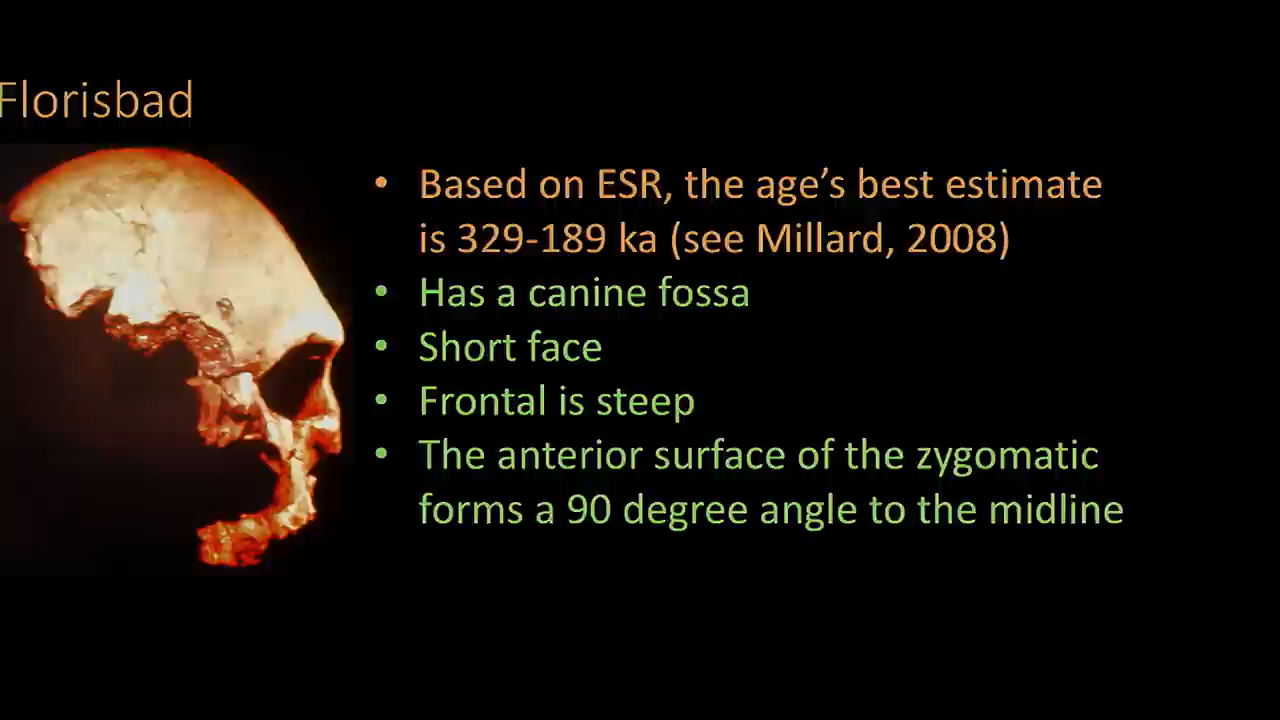 Florisbad
• Based on ESR, the age’s best estimate
is 329-189 ka (see Millard, 2008)
• Has a canine fossa
• Short face
• Frontal is steep
• The anterior surface of the zygomatic
forms a 90 degree angle to the midline